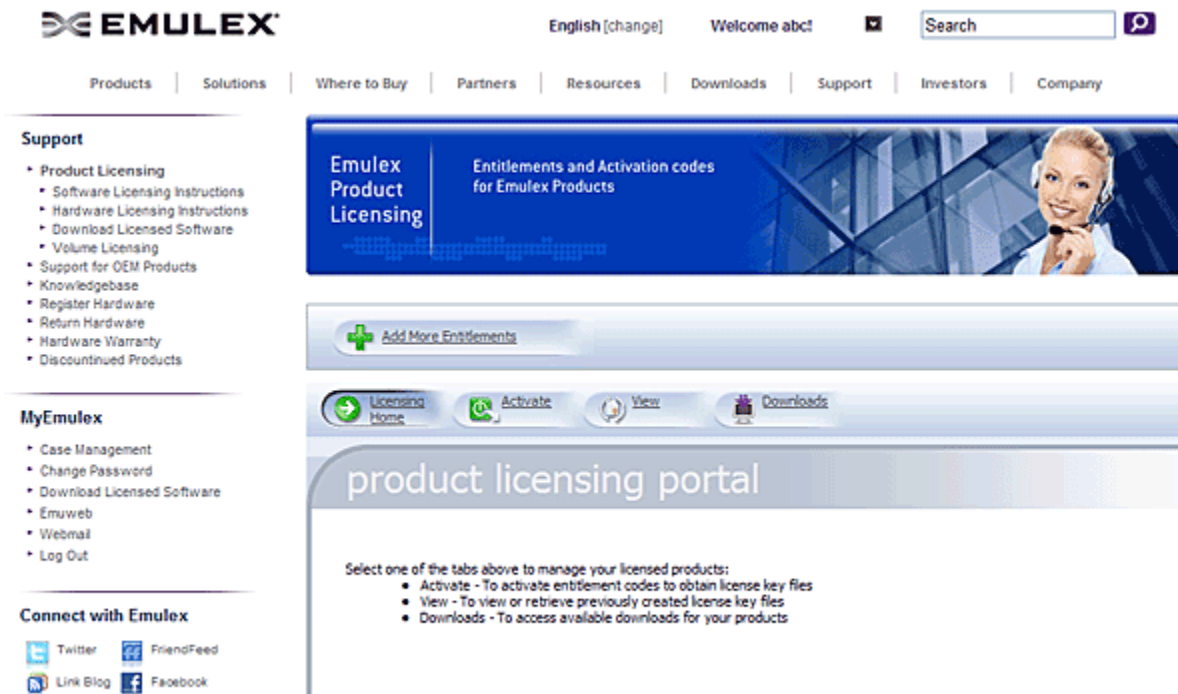 EMULEX
English [change]
Welcome abc!
Search
Products
Solutions
Where to Buy
Partners
Resources
Downloads
Support
Investors
Company
Support
Product Licensing
Software Licensing Instructions
Hardware Licensing Instructions
Download Licensed Software
Volume Licensing
Support for OEM Products
Knowledgebase
Register Hardware
Return Hardware
Hardware Warranty
Discountinued Products
MyEmulex
Case Management
Change Password
Download Licensed Software
Emuweb
Webmail
Log Out
Connect with Emulex
Twitter
FriendFeed
Link Blog
Facebook
Emulex
Product
Licensing
Entitlements and Activation codes
for Emulex Products
Add More Entitlements
Licensing
Home
Activate
View
Downloads
product licensing portal
Select one of the tabs above to manage your licensed products:
• Activate - To activate entitlement codes to obtain license key files
• View - To view or retrieve previously created license key files
• Downloads - To access available downloads for your products